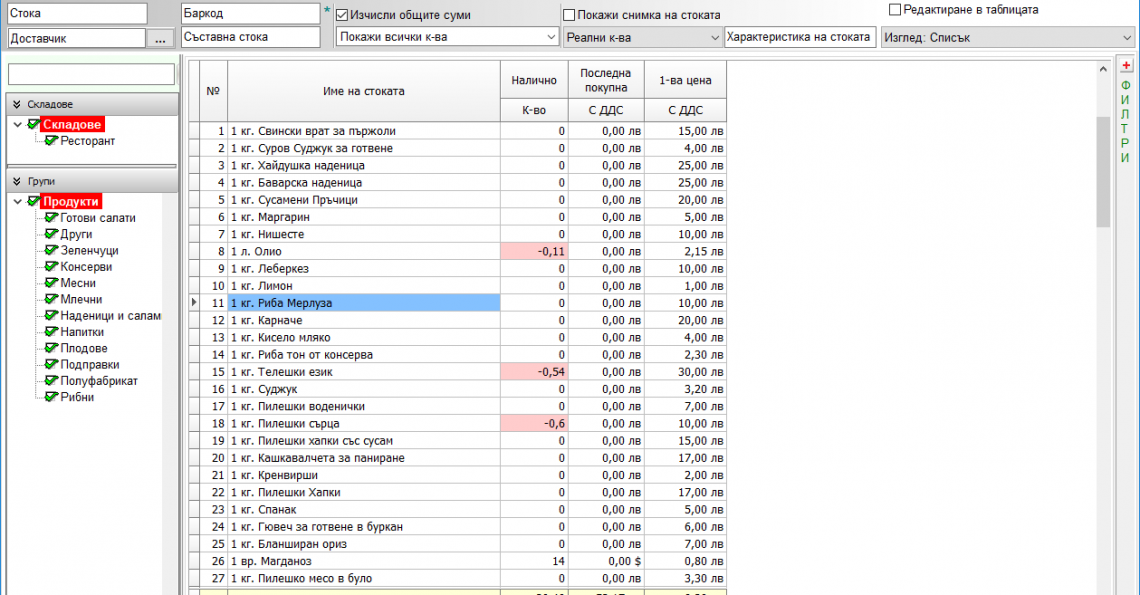 Стока
Баркод
*
Изчисли общите суми
Покажи снимка на стоката
Редактиране в таблицата
Доставчик
...
Съставна стока
Покажи всички к-ва
Реални к-ва
Характеристика на стоката
Изглед: Списък
Складове
Складове
Ресторант
Групи
Продукти
Готови салати
Други
Зеленчуци
Консерви
Месни
Млечни
Наденици и салам
Напитки
Плодове
Подправки
Полуфабрикат
Рибни
№ Име на стоката Налично Последна покупна 1-ва цена
К-во С ДДС С ДДС
1 1 кг. Свински врат за пържоли 0 0,00 лв 15,00 лв
2 1 кг. Суров Суджук за готвене 0 0,00 лв 4,00 лв
3 1 кг. Хайдушка наденица 0 0,00 лв 25,00 лв
4 1 кг. Баварска наденица 0 0,00 лв 25,00 лв
5 1 кг. Сусамени Пръчици 0 0,00 лв 20,00 лв
6 1 кг. Маргарин 0 0,00 лв 5,00 лв
7 1 кг. Нишесте 0 0,00 лв 10,00 лв
8 1 л. Олио -0,11 0,00 лв 2,15 лв
9 1 кг. Леберкез 0 0,00 лв 10,00 лв
10 1 кг. Лимон 0 0,00 лв 1,00 лв
11 1 кг. Риба Мерлуза 0 0,00 лв 10,00 лв
12 1 кг. Карначе 0 0,00 лв 20,00 лв
13 1 кг. Кисело мляко 0 0,00 лв 4,00 лв
14 1 кг. Риба тон от консерва 0 0,00 лв 2,30 лв
15 1 кг. Телешки език -0,54 0,00 лв 30,00 лв
16 1 кг. Суджук 0 0,00 лв 3,20 лв
17 1 кг. Пилешки воденички 0 0,00 лв 7,00 лв
18 1 кг. Пилешки сърца -0,6 0,00 лв 10,00 лв
19 1 кг. Пилешки хапки със сусам 0 0,00 лв 15,00 лв
20 1 кг. Кашкавалчета за паниране 0 0,00 лв 17,00 лв
21 1 кг. Кренвирши 0 0,00 лв 2,00 лв
22 1 кг. Пилешки Хапки 0 0,00 лв 17,00 лв
23 1 кг. Спанак 0 0,00 лв 5,00 лв
24 1 кг. Гювеч за готвене в буркан 0 0,00 лв 6,00 лв
25 1 кг. Бланширан ориз 0 0,00 лв 7,00 лв
26 1 вр. Магданоз 14 0,00 $ 0,80 лв
27 1 кг. Пилешко месо в було 0 0,00 лв 3,30 лв
+
ФИЛТРИ